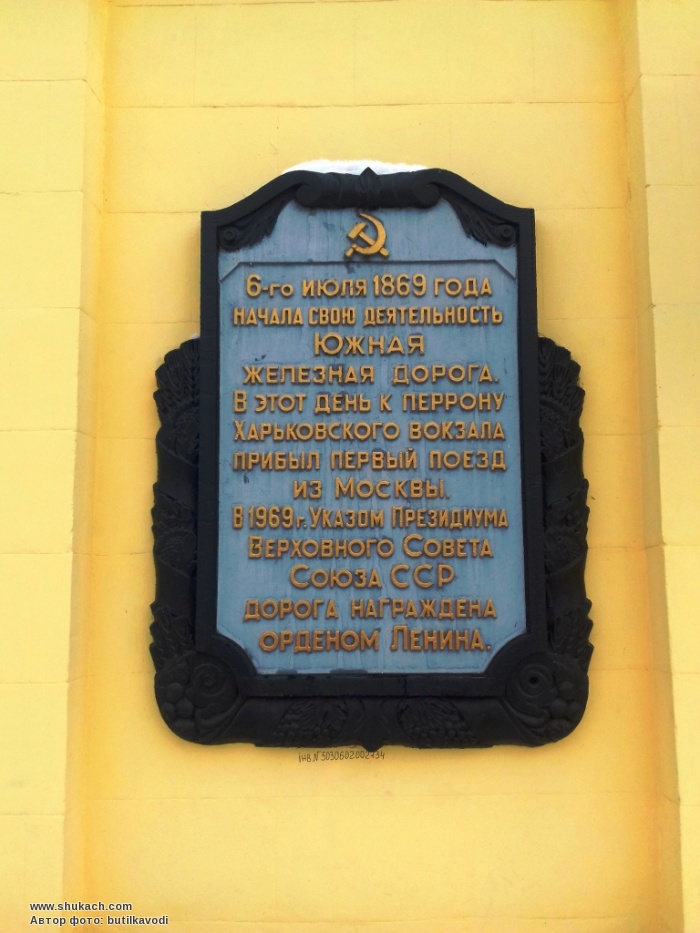 6-го июля 1869 года
начала свою деятельность
Южная
железная дорога.
В этот день к перрону
Харьковского вокзала
прибыл первый поезд
из Москвы.
В 1969 г. Указом Президиума
Верховного Совета
Союза ССР
дорога награждена
орденом Ленина.
ІНВ.N
www.shukach.com
Автор фото: butilkavodi